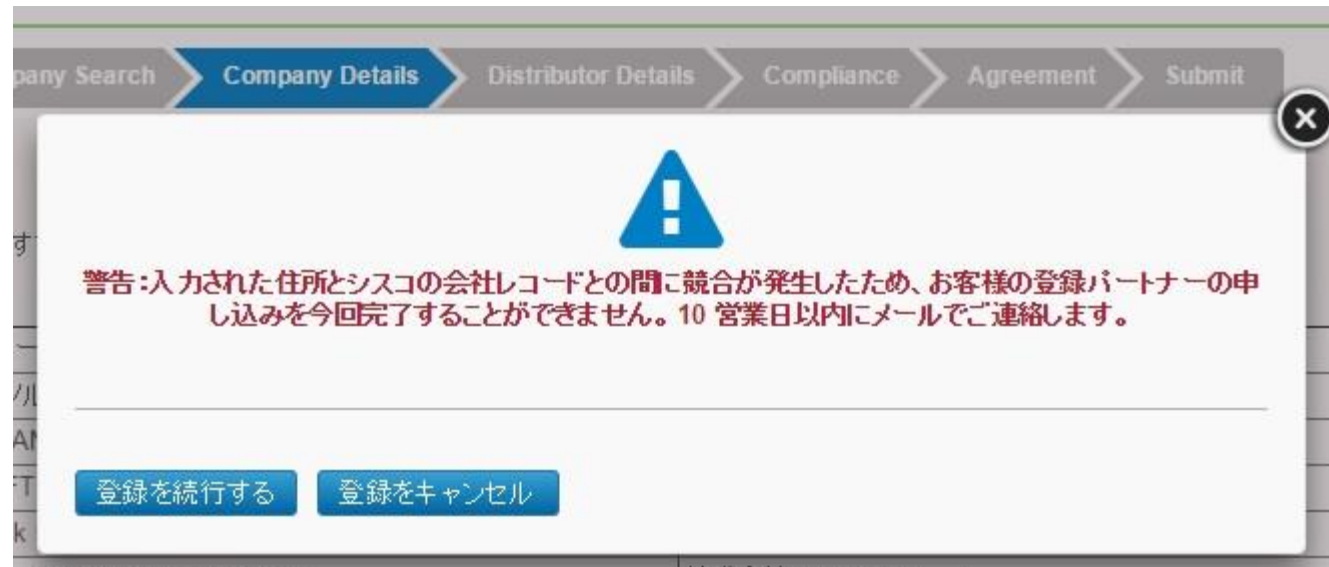 pany Search Company Details Distributor Details Compliance Agreement Submit
す
警告:入力された住所とシスコの会社レコードとの間に競合が発生したため、お客様の登録パートナーの申
し込みを今回完了することができません。10 営業日以内にメールでご連絡します。
登録を続行する 登録をキャンセル
k